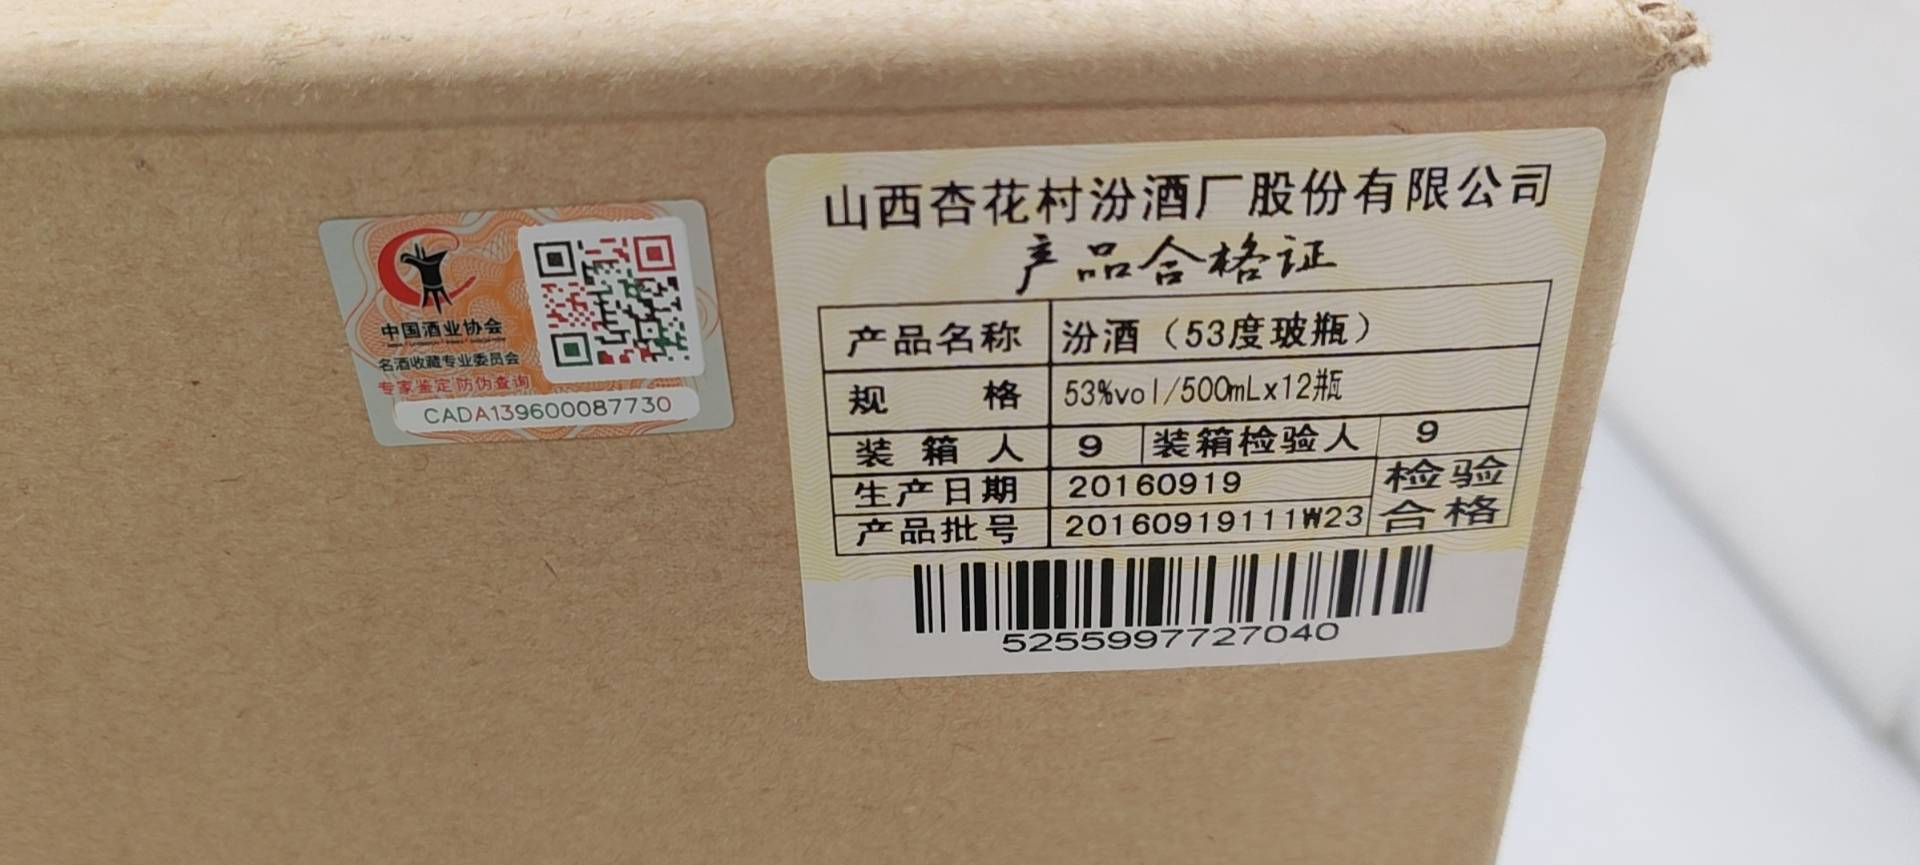 中国酒业协会
名酒收藏专业委员会
专家鉴定防伪查询
CADA139600087730
山西杏花村汾酒厂股份有限公司
产品合格证
产品名称 汾酒（53度玻瓶）
规 格 53%vol/500mLx12瓶
装 箱 人 9 装箱检验人 9
生产日期 20160919 检验
产品批号 20160919111W23 合格
5255997727040